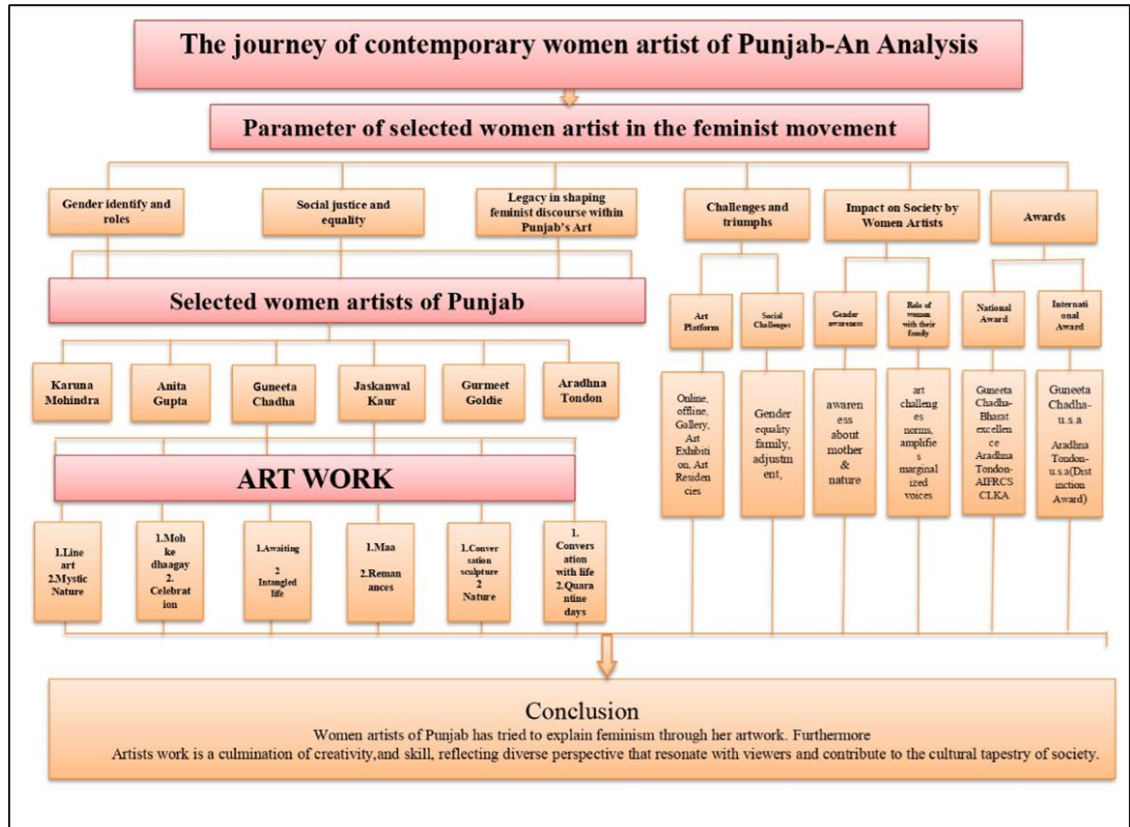 The journey of contemporary women artist of Punjab-An Analysis
Parameter of selected women artist in the feminist movement
Gender identify and
roles
Social justice and
equality
Legacy in shaping
feminist discourse within
Punjab's Art
Challenges and
triumphs
Impact on Society by
Women Artists
Awards
Selected women artists of Punjab
Art
Platform
Social
Challenges
Gender
awareness
Role of
women
with their
family
National
Award
Internati
onal
Award
Karuna
Mohindra
Anita
Gupta
Guneeta
Chadha
Jaskanwal
Kaur
Gurmeet
Goldie
Aradhna
Tondon
Online,
offline,
Gallery,
Art
Exhibiti
on, Art
Residen
cies
Gender
equality
family,
adjustm
ent,
awaren
ess
about
mother
&
nature
art
challeng
es
norms,
amplifie
s
marginal
ized
voices
Guneeta
Chadha-
Bharat
excellen
ce
Aradhna
Tondon-
AIFRCS
CLKA
Guneeta
Chadha-
u.s.a
Aradhna
Tondon-
u.s.a(Dist
inction
Award)
ART WORK
1.Line
art
2.Mystic
Nature
1.Moh
ke
dhaagay
2.
Celebrat
ion
1.Awaiting
2
Intangled
life
1.Maa
2.Reman
ances
1.Conver
sation
sculpture
2
Nature
1.
Convers
ation
with life
2.Quara
ntine
days
Conclusion
Women artists of Punjab has tried to explain feminism through her artwork. Furthermore
Artists work is a culmination of creativity,and skill, reflecting diverse perspective that resonate with viewers and contribute to the cultural tapestry of society.